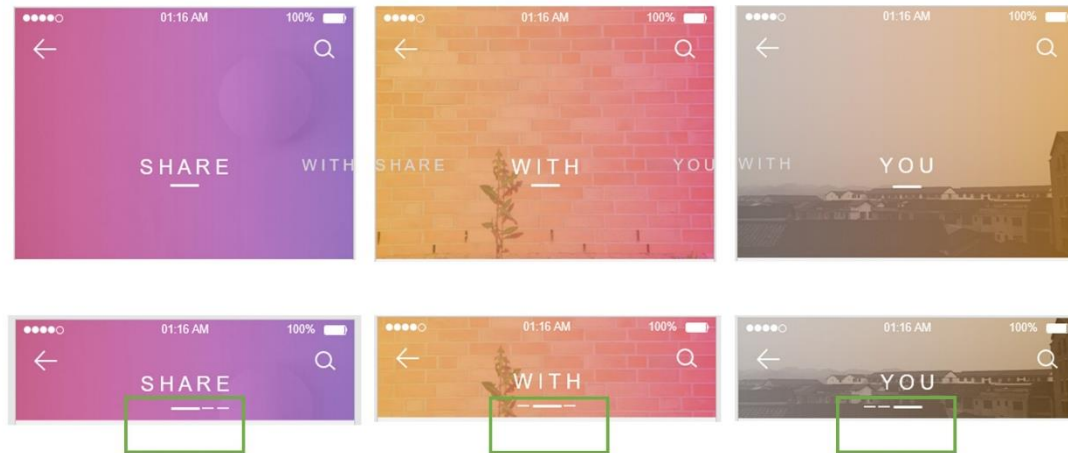 01:16 AM 100%
SHARE WITH
01:16 AM 100%
SHARE WITH YOU
01:16 AM 100%
WITH YOU
01:16 AM 100%
SHARE
01:16 AM 100%
WITH
01:16 AM 100%
YOU